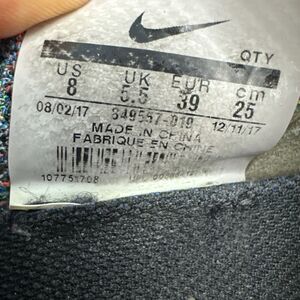 QTY
US UK EUR cm
8 5.5 39 25
08/02/17 849557-019 12/11/17
MADE IN CHINA
FABRIQUE EN CHINE